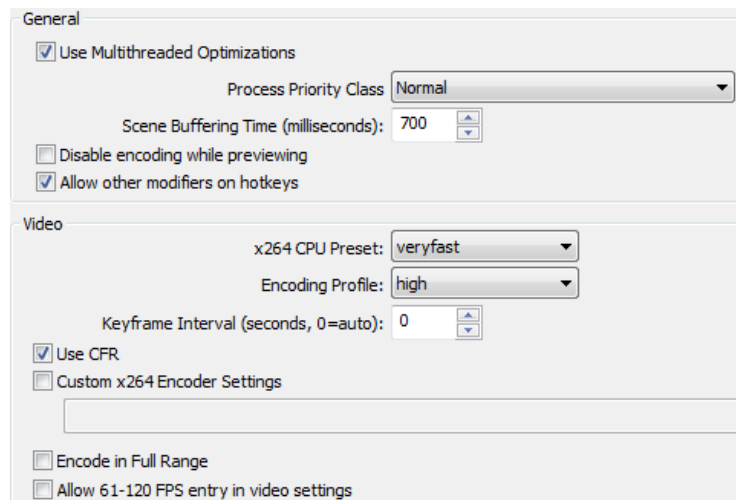 General
Use Multithreaded Optimizations
Process Priority Class Normal
Scene Buffering Time (milliseconds): 700
Disable encoding while previewing
Allow other modifiers on hotkeys
Video
x264 CPU Preset: veryfast
Encoding Profile: high
Keyframe Interval (seconds, 0=auto): 0
Use CFR
Custom x264 Encoder Settings
Encode in Full Range
Allow 61-120 FPS entry in video settings